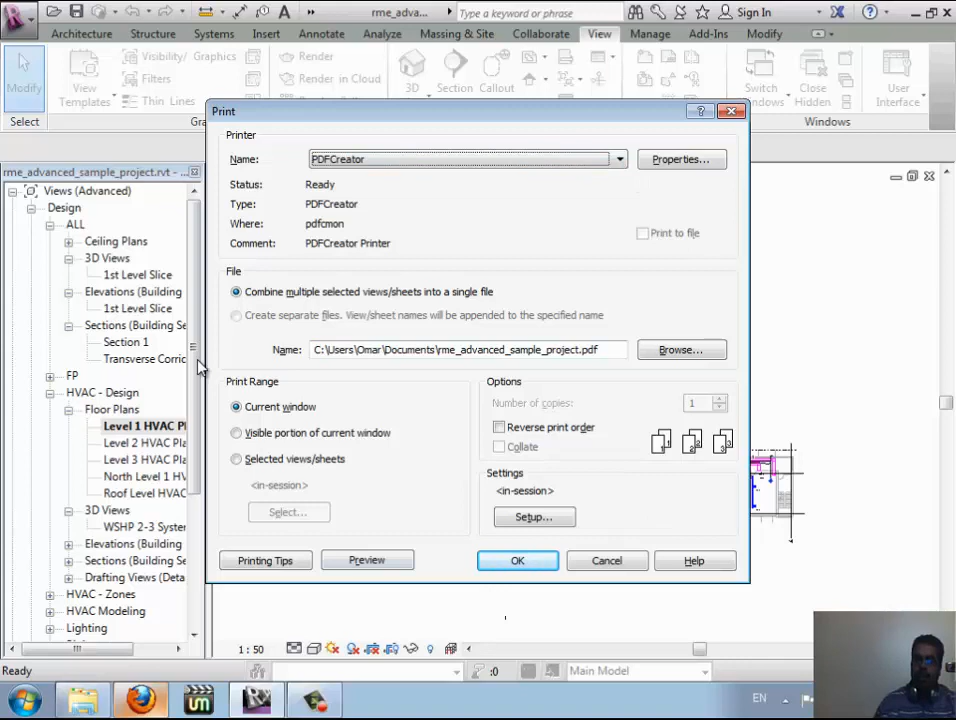 rme_adva...
Type a keyword or phrase
Sign In
Architecture Structure Systems Insert Annotate Analyze Massing & Site Collaborate View Manage Add-Ins Modify
Modify
View
Templates
Visibility/ Graphics
Filters
Thin Lines
Render
Render in Cloud
3D
Section
Callout
Switch
Close
Hidden
User
Interface
Select
Windows
rme_advanced_sample_project.rvt - ...
Views (Advanced)
Design
ALL
Ceiling Plans
3D Views
1st Level Slice
Elevations (Building
1st Level Slice
Sections (Building Se
Section 1
Transverse Corric
FP
HVAC - Design
Floor Plans
Level 1 HVAC Pl
Level 2 HVAC Pla
Level 3 HVAC Pla
North Level 1 HV
Roof Level HVAC
3D Views
WSHP 2-3 Syster
Elevations (Building
Sections (Building Se
Drafting Views (Deta
HVAC - Zones
HVAC Modeling
Lighting
Print
Printer
Name: PDFCreator Properties...
Status: Ready
Type: PDFCreator
Where: pdfcmon
Comment: PDFCreator Printer
Print to file
File
Combine multiple selected views/sheets into a single file
Create separate files. View/sheet names will be appended to the specified name
Name: C:\Users\Omar\Documents\rme_advanced_sample_project.pdf Browse...
Print Range
Current window
Visible portion of current window
Selected views/sheets
<in-session>
Select...
Options
Number of copies: 1
Reverse print order
Collate
Settings
<in-session>
Setup...
Printing Tips Preview OK Cancel Help
1 : 50
Ready
:0
Main Model
EN